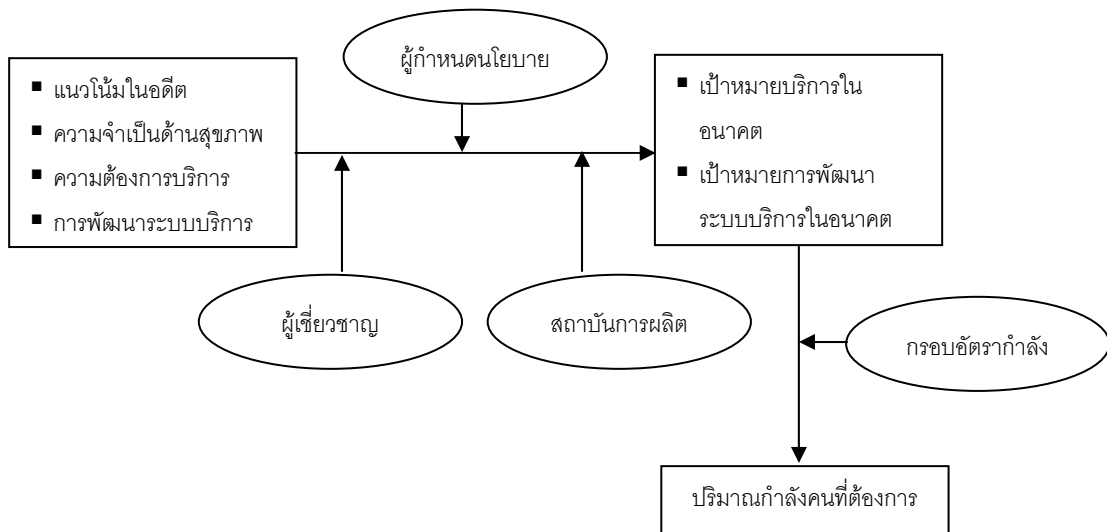 ผู้กำหนดนโยบาย
▪ แนวโน้มในอดีต
▪ ความจำเป็นด้านสุขภาพ
▪ ความต้องการบริการ
▪ การพัฒนาระบบบริการ
▪ เป้าหมายบริการใน
อนาคต
▪ เป้าหมายการพัฒนา
ระบบบริการในอนาคต
ผู้เชี่ยวชาญ
สถาบันการผลิต
กรอบอัตรากำลัง
ปริมาณกำลังคนที่ต้องการ